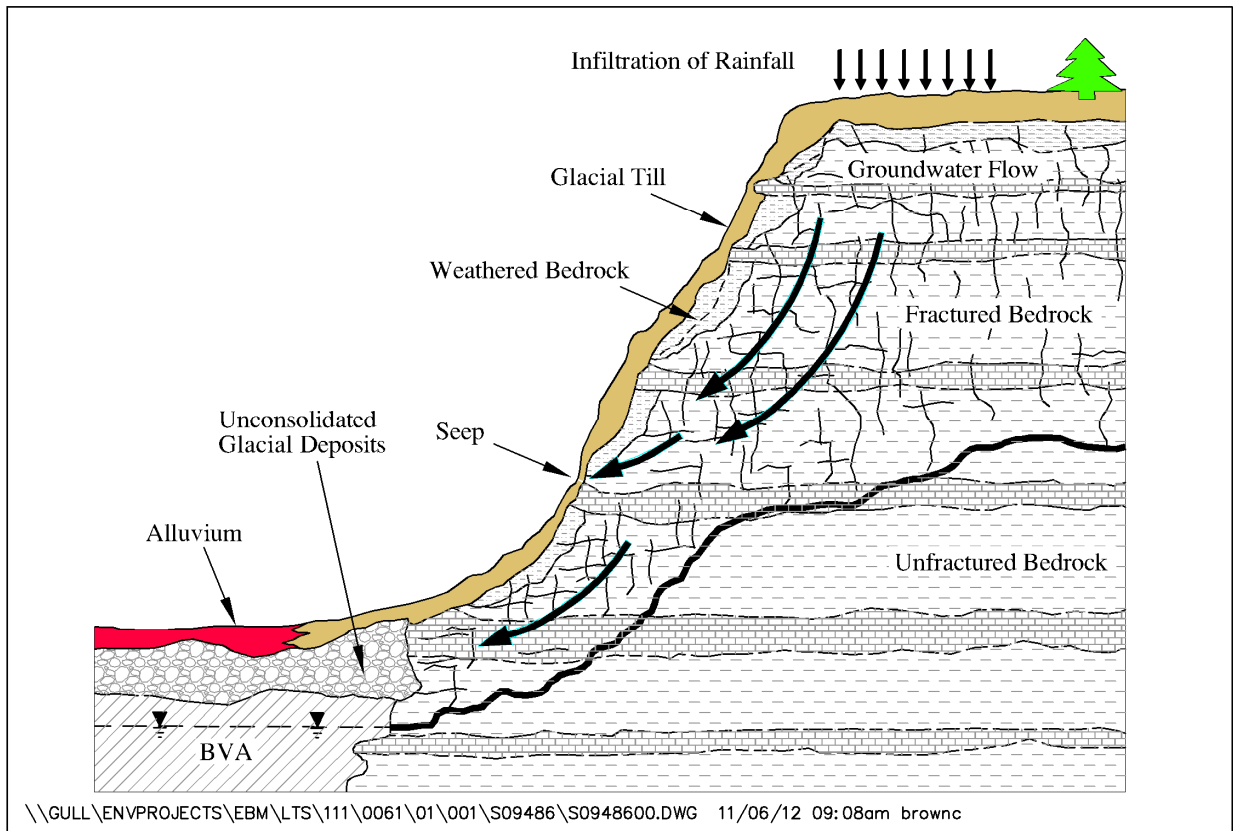 Infiltration of Rainfall
Glacial Till
Groundwater Flow
Weathered Bedrock
Fractured Bedrock
Unconsolidated
Glacial Deposits
Seep
Alluvium
Unfractured Bedrock
BVA
\\GULL\ENVPROJECTS\EBM\LTS\111\0061\01\001\S09486\S0948600.DWG 11/06/12 09:08am brownc